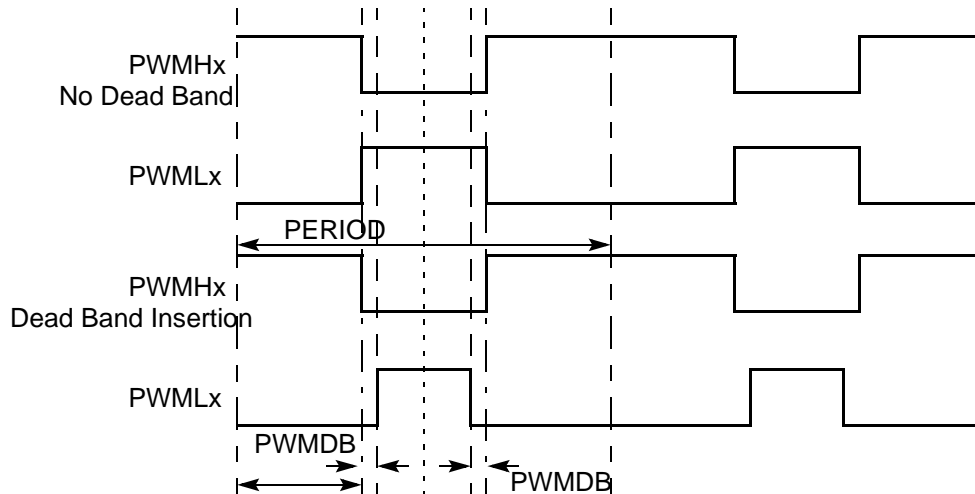 PWMHx
No Dead Band
PWMLx
PERIOD
PWMHx
Dead Band Insertion
PWMLx
PWMDB
PWMDB